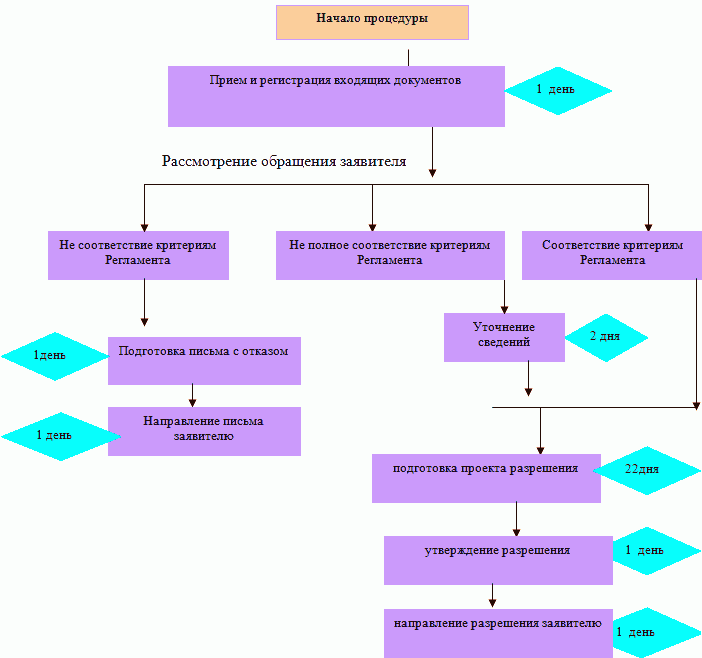 Начало процедуры
Прием и регистрация входящих документов
1 день
Рассмотрение обращения заявителя
Не соответствие критериям
Регламента
Не полное соответствие критериям
Регламента
Соответствие критериям
Регламента
Уточнение
сведений
2 дня
1день
Подготовка письма с отказом
1 день
Направление письма
заявителю
подготовка проекта разрешения
22дня
утверждение разрешения
1 день
направление разрешения заявителю
1 день